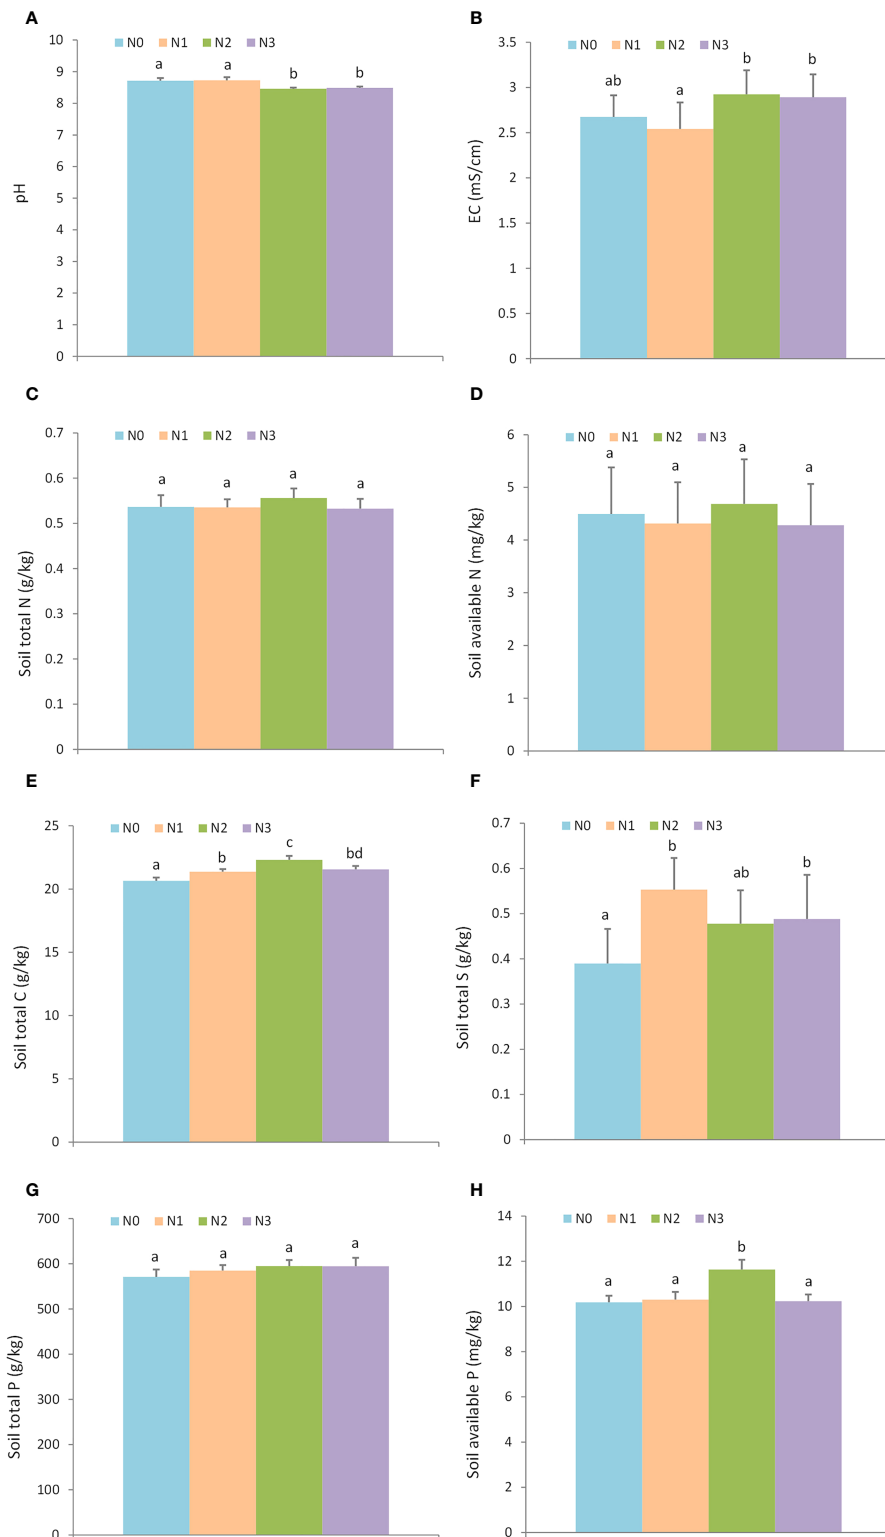 A
10
9
8
7
6
5
4
3
2
1
0
pH
N0 N1 N2 N3
a a b b
B
3.5
3
2.5
2
1.5
1
0.5
0
EC (mS/cm)
N0 N1 N2 N3
ab a b b
C
0.7
0.6
0.5
0.4
0.3
0.2
0.1
0
Soil total N (g/kg)
N0 N1 N2 N3
a a a a
D
6
5
4
3
2
1
0
Soil available N (mg/kg)
N0 N1 N2 N3
a a a a
E
25
20
15
10
5
0
Soil total C (g/kg)
N0 N1 N2 N3
a b c bd
F
0.7
0.6
0.5
0.4
0.3
0.2
0.1
0
Soil total S (g/kg)
N0 N1 N2 N3
a b ab b
G
700
600
500
400
300
200
100
0
Soil total P (g/kg)
N0 N1 N2 N3
a a a a
H
14
12
10
8
6
4
2
0
Soil available P (mg/kg)
N0 N1 N2 N3
a a b a